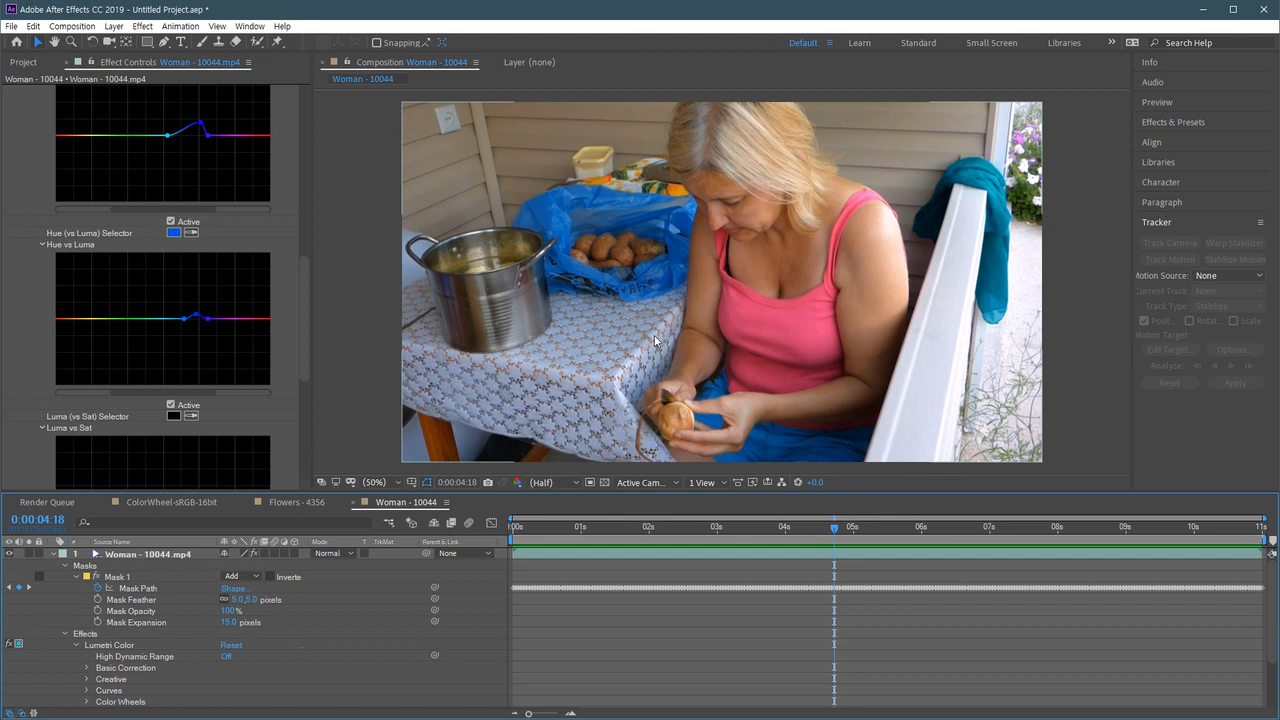 Adobe After Effects CC 2019 - Untitled Project.aep *
File Edit Composition Layer Effect Animation View Window Help
Snapping
Default Learn Standard Small Screen Libraries Search Help
Project Effect Controls Woman - 10044.mp4
Woman - 10044 • Woman - 10044.mp4
Composition Woman - 10044 Layer (none)
Woman - 10044
Active
Hue (vs Luma) Selector
Hue vs Luma
Active
Luma (vs Sat) Selector
Luma vs Sat
Info
Audio
Preview
Effects & Presets
Align
Libraries
Character
Paragraph
Tracker
Track Camera Warp Stabilizer
Track Motion Stabilize Motion
Motion Source: None
Current Track: None
Track Type: Stabilize
Posit... Rotat... Scale
Motion Target:
Edit Target... Options...
Analyze:
Reset Apply
(50%) 0:00:04:18 (Half) Active Cam... 1 View +0.0
Render Queue ColorWheel-sRGB-16bit Flowers - 4356 Woman - 10044
0:00:04:18
:00s 01s 02s 03s 04s 05s 06s 07s 08s 09s 10s 11s
# Source Name Mode T TrkMat Parent & Link
1 Woman - 10044.mp4 Normal None
Masks
Mask 1 Add Inverte
Mask Path Shape...
Mask Feather 5.0,5.0 pixels
Mask Opacity 100%
Mask Expansion 15.0 pixels
Effects
fx Lumetri Color Reset ...
High Dynamic Range Off
Basic Correction
Creative
Curves
Color Wheels